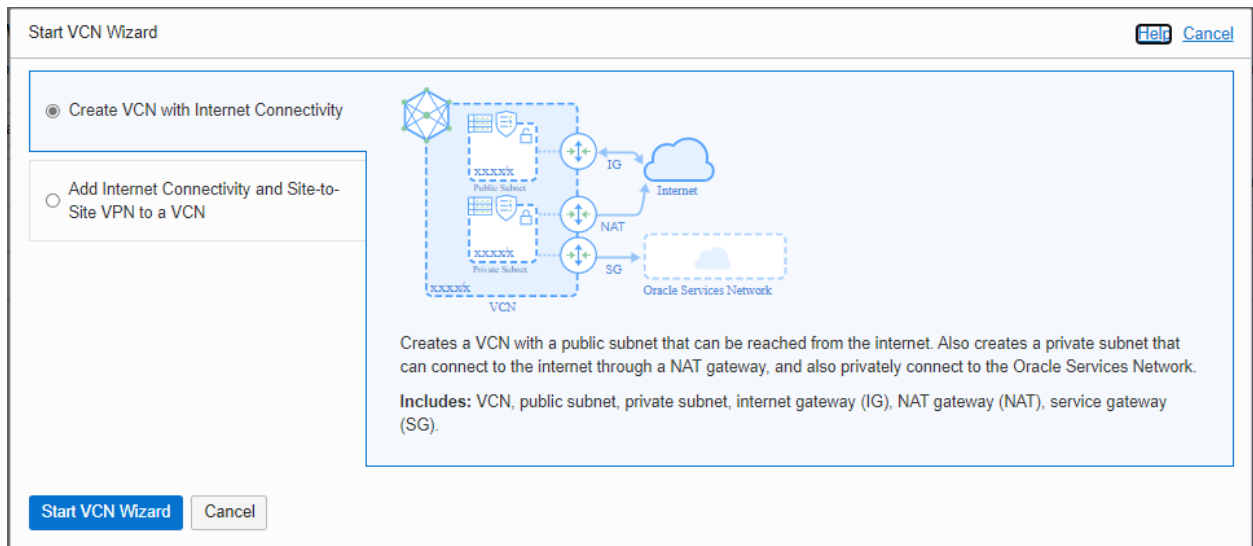 Start VCN Wizard
Help Cancel
Create VCN with Internet Connectivity
Add Internet Connectivity and Site-to-
Site VPN to a VCN
xxxx/x
Public Subnet
IG
Internet
NAT
xxxx/x
Private Subnet
SG
xxxx/x
VCN
Oracle Services Network
Creates a VCN with a public subnet that can be reached from the internet. Also creates a private subnet that
can connect to the internet through a NAT gateway, and also privately connect to the Oracle Services Network.
Includes: VCN, public subnet, private subnet, internet gateway (IG), NAT gateway (NAT), service gateway
(SG).
Start VCN Wizard
Cancel